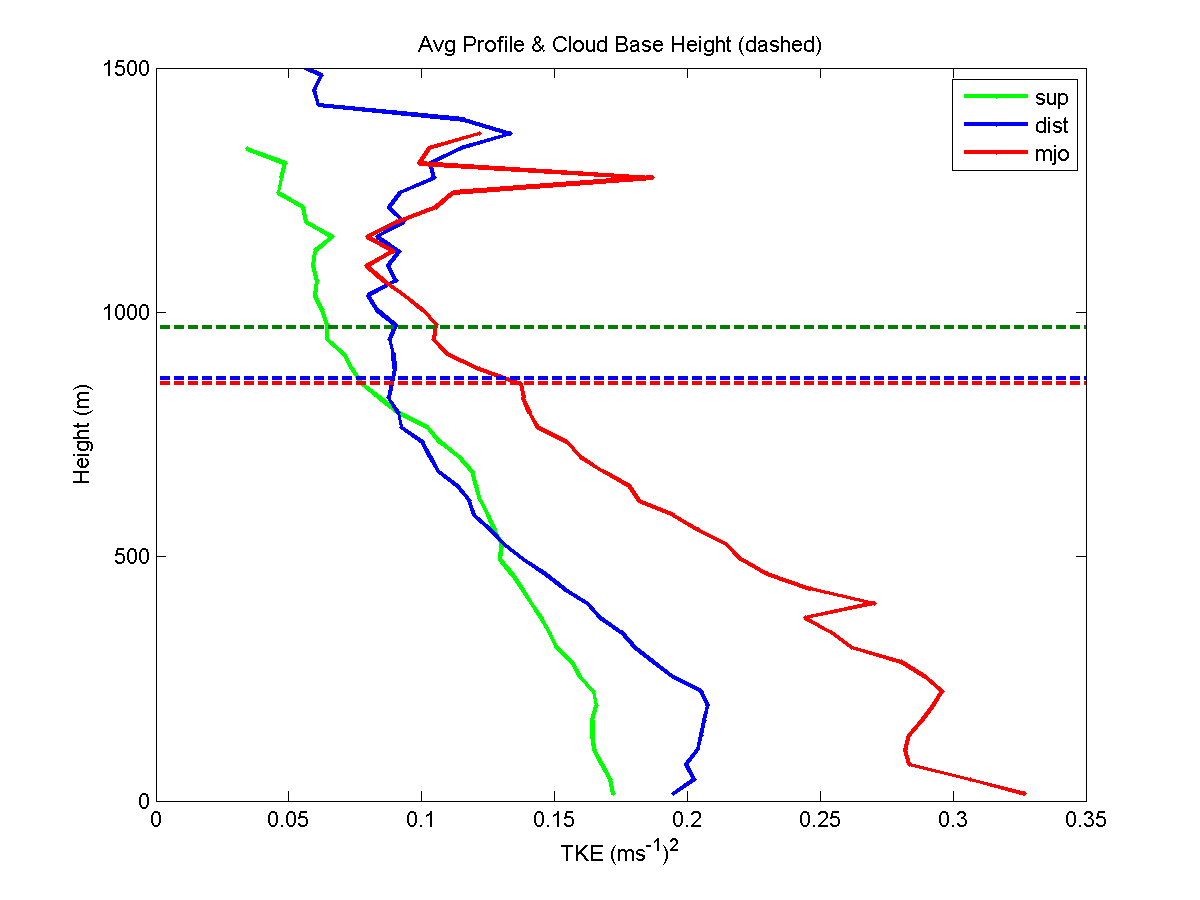 Avg Profile & Cloud Base Height (dashed)
1500
1000
500
0
Height (m)
sup
dist
mjo
0 0.05 0.1 0.15 0.2 0.25 0.3 0.35
TKE (ms⁻¹)²